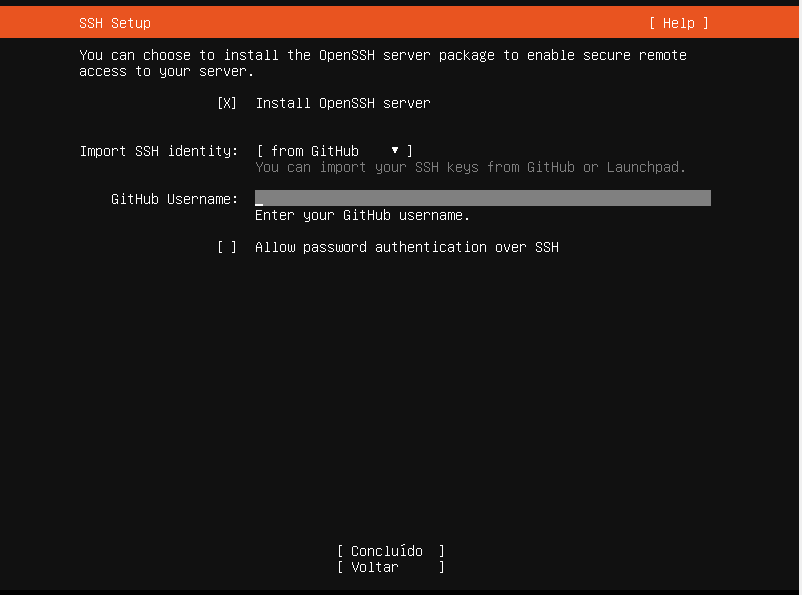 SSH Setup [ Help ]
You can choose to install the OpenSSH server package to enable secure remote
access to your server.
[X] Install OpenSSH server
Import SSH identity: [ from GitHub ▾ ]
You can import your SSH keys from GitHub or Launchpad.
GitHub Username:
Enter your GitHub username.
[ ] Allow password authentication over SSH
[ Concluído ]
[ Voltar ]